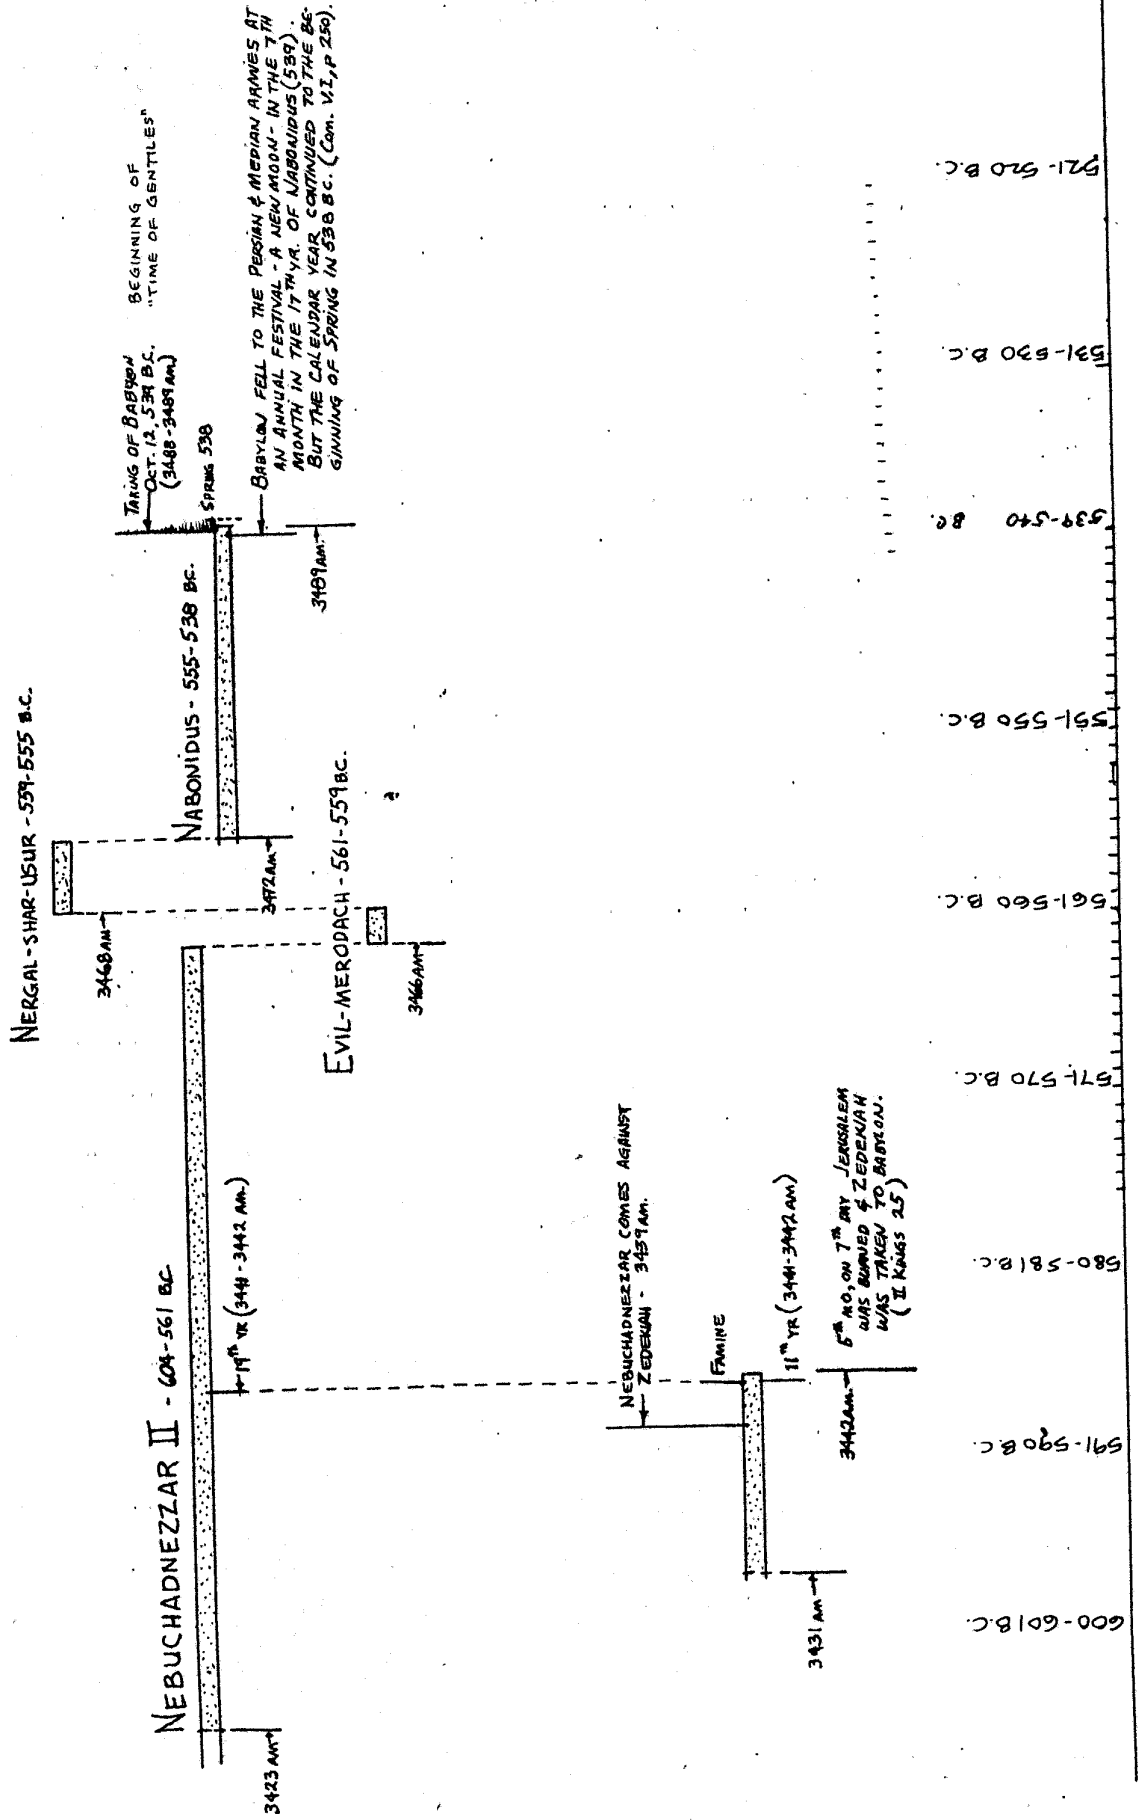 NERGAL-SHAR-USUR - 559-555 B.C.
3468 AM
NEBUCHADNEZZAR II - 604-561 B.C.
3423 AM
19th YR (3441-3442 AM.)
NABONIDUS - 555-538 B.C.
3472 AM
TAKING OF BABYLON
OCT. 12, 539 B.C.
(3488-3489 AM)
BEGINNING OF
"TIME OF GENTILES"
SPRING 538
BABYLON FELL TO THE PERSIAN & MEDIAN ARMIES AT
AN ANNUAL FESTIVAL - A NEW MOON - IN THE 7TH
MONTH IN THE 17TH YR. OF NABONIDUS (539).
BUT THE CALENDAR YEAR CONTINUED TO THE BE-
GINNING OF SPRING IN 538 BC. (Com. V.I, P 250).
3489 AM.
EVIL-MERODACH - 561-559 B.C.
3466 AM
NEBUCHADNEZZAR COMES AGAINST
ZEDEKIAH - 3439 AM.
FAMINE
11th YR (3441-3442 AM)
3431 AM
3442 AM.
5th MO, ON 7th DAY JERUSALEM
WAS BURNED & ZEDEKIAH
WAS TAKEN TO BABYLON.
(II KINGS 25)
600-601 B.C.
591-590 B.C.
580-581 B.C.
571-570 B.C.
561-560 B.C.
551-550 B.C.
539-540 B.C.
531-530 B.C.
521-520 B.C.